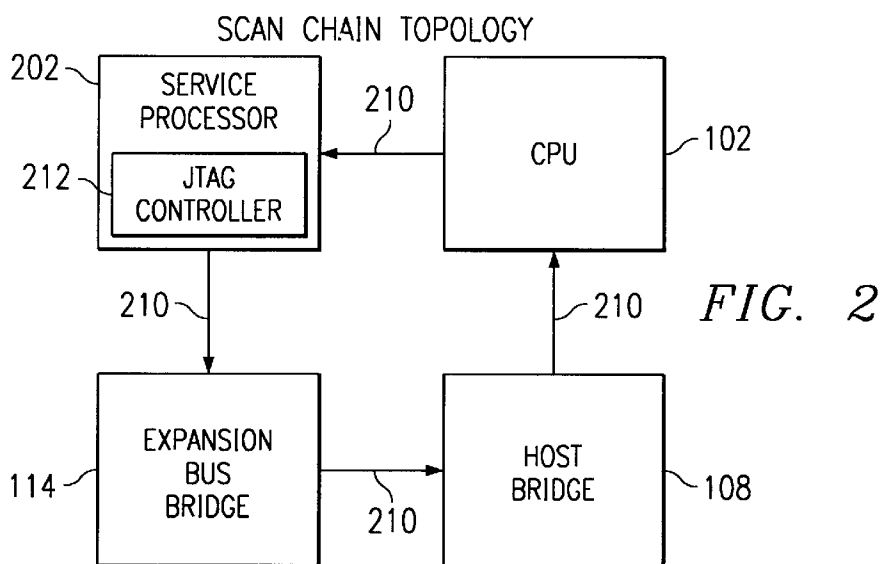 SCAN CHAIN TOPOLOGY
202
SERVICE
PROCESSOR
210
CPU
102
212
JTAG
CONTROLLER
210
210
FIG. 2
114
EXPANSION
BUS
BRIDGE
210
HOST
BRIDGE
108